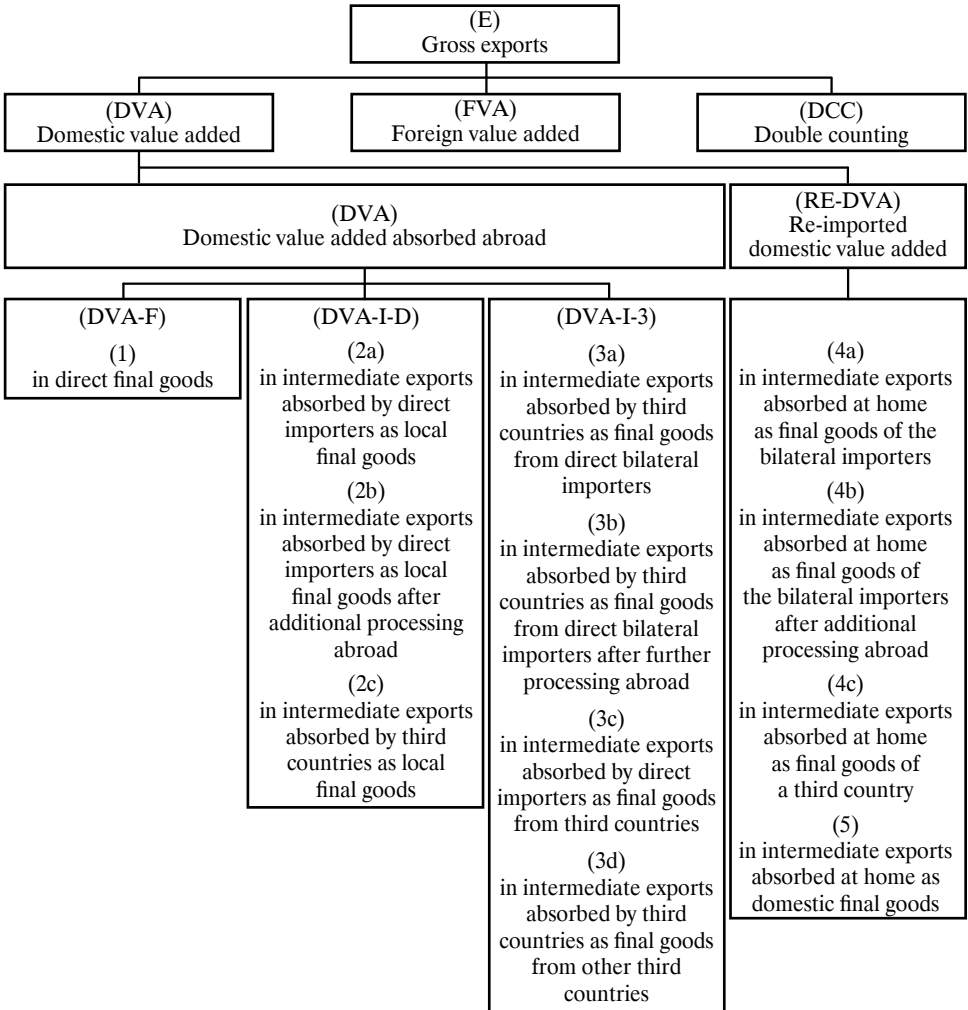 (E)
Gross exports
(DVA)
Domestic value added
(FVA)
Foreign value added
(DCC)
Double counting
(DVA)
Domestic value added absorbed abroad
(RE-DVA)
Re-imported
domestic value added
(DVA-F)
(1)
in direct final goods
(DVA-I-D)
(2a)
in intermediate exports
absorbed by direct
importers as local
final goods
(2b)
in intermediate exports
absorbed by direct
importers as local
final goods after
additional processing
abroad
(2c)
in intermediate exports
absorbed by third
countries as local
final goods
(DVA-I-3)
(3a)
in intermediate exports
absorbed by third
countries as final goods
from direct bilateral
importers
(3b)
in intermediate exports
absorbed by third
countries as final goods
from direct bilateral
importers after further
processing abroad
(3c)
in intermediate exports
absorbed by direct
importers as final goods
from third countries
(3d)
in intermediate exports
absorbed by third
countries as final goods
from other third
countries
(4a)
in intermediate exports
absorbed at home
as final goods of the
bilateral importers
(4b)
in intermediate exports
absorbed at home
as final goods of
the bilateral importers
after additional
processing abroad
(4c)
in intermediate exports
absorbed at home
as final goods of
a third country
(5)
in intermediate exports
absorbed at home as
domestic final goods